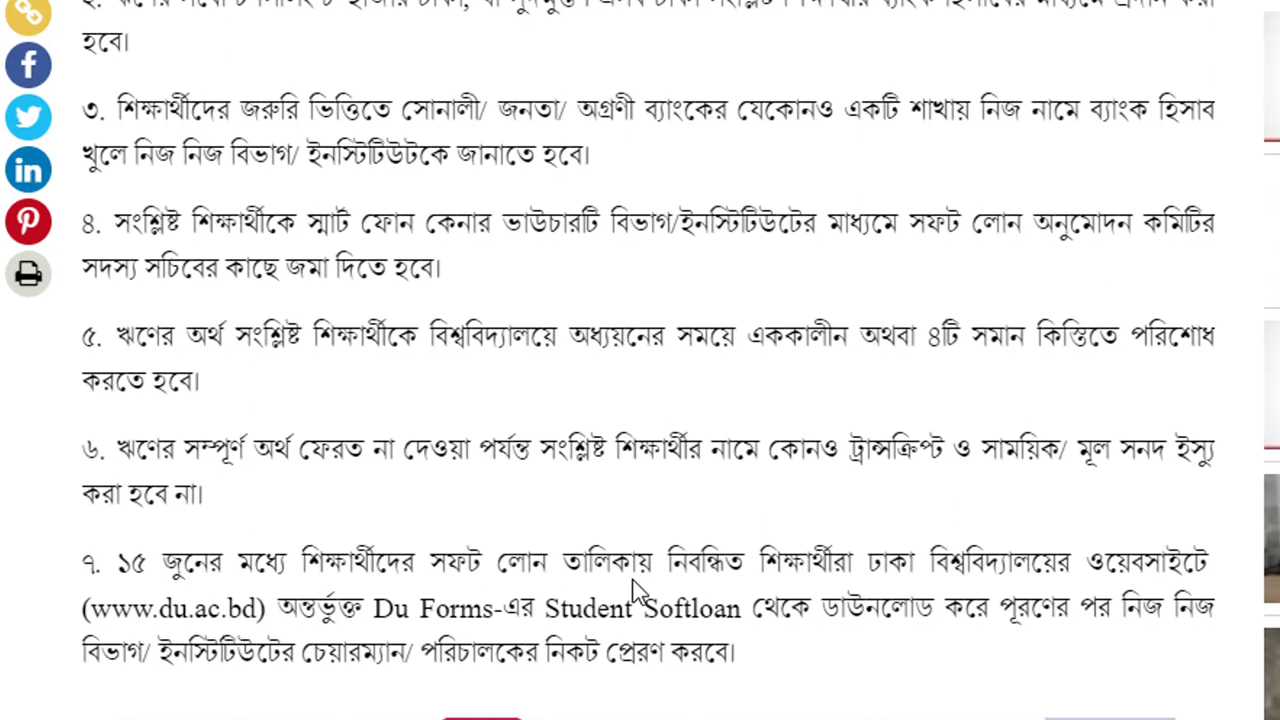 হবে।
৩. শিক্ষার্থীদের জরুরি ভিত্তিতে সোনালী/ জনতা/ অগ্রণী ব্যাংকের যেকোনও একটি শাখায় নিজ নামে ব্যাংক হিসাব
খুলে নিজ নিজ বিভাগ/ ইনস্টিটিউটকে জানাতে হবে।
৪. সংশ্লিষ্ট শিক্ষার্থীকে স্মার্ট ফোন কেনার ভাউচারটি বিভাগ/ইনস্টিটিউটের মাধ্যমে সফট লোন অনুমোদন কমিটির
সদস্য সচিবের কাছে জমা দিতে হবে।
৫. ঋণের অর্থ সংশ্লিষ্ট শিক্ষার্থীকে বিশ্ববিদ্যালয়ে অধ্যয়নের সময়ে এককালীন অথবা ৪টি সমান কিস্তিতে পরিশোধ
করতে হবে।
৬. ঋণের সম্পূর্ণ অর্থ ফেরত না দেওয়া পর্যন্ত সংশ্লিষ্ট শিক্ষার্থীর নামে কোনও ট্রান্সক্রিপ্ট ও সাময়িক/ মূল সনদ ইস্যু
করা হবে না।
৭. ১৫ জুনের মধ্যে শিক্ষার্থীদের সফট লোন তালিকায় নিবন্ধিত শিক্ষার্থীরা ঢাকা বিশ্ববিদ্যালয়ের ওয়েবসাইটে
(www.du.ac.bd) অন্তর্ভুক্ত Du Forms-এর Student Softloan থেকে ডাউনলোড করে পূরণের পর নিজ নিজ
বিভাগ/ ইনস্টিটিউটের চেয়ারম্যান/ পরিচালকের নিকট প্রেরণ করবে।